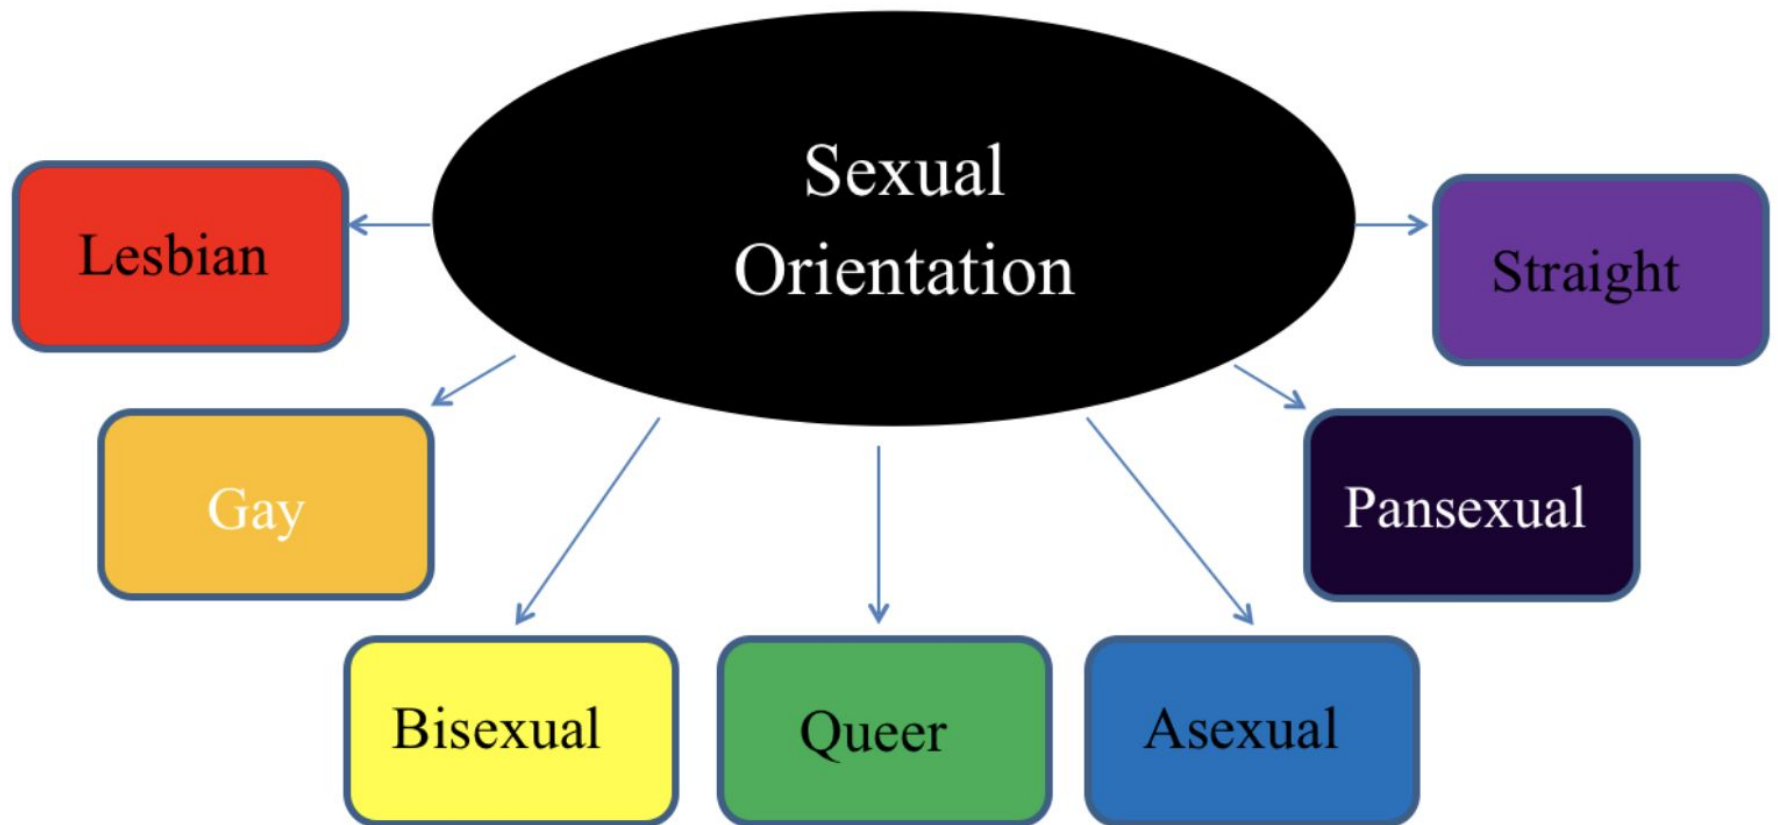 Sexual
Orientation
Lesbian
Straight
Gay
Pansexual
Bisexual
Queer
Asexual